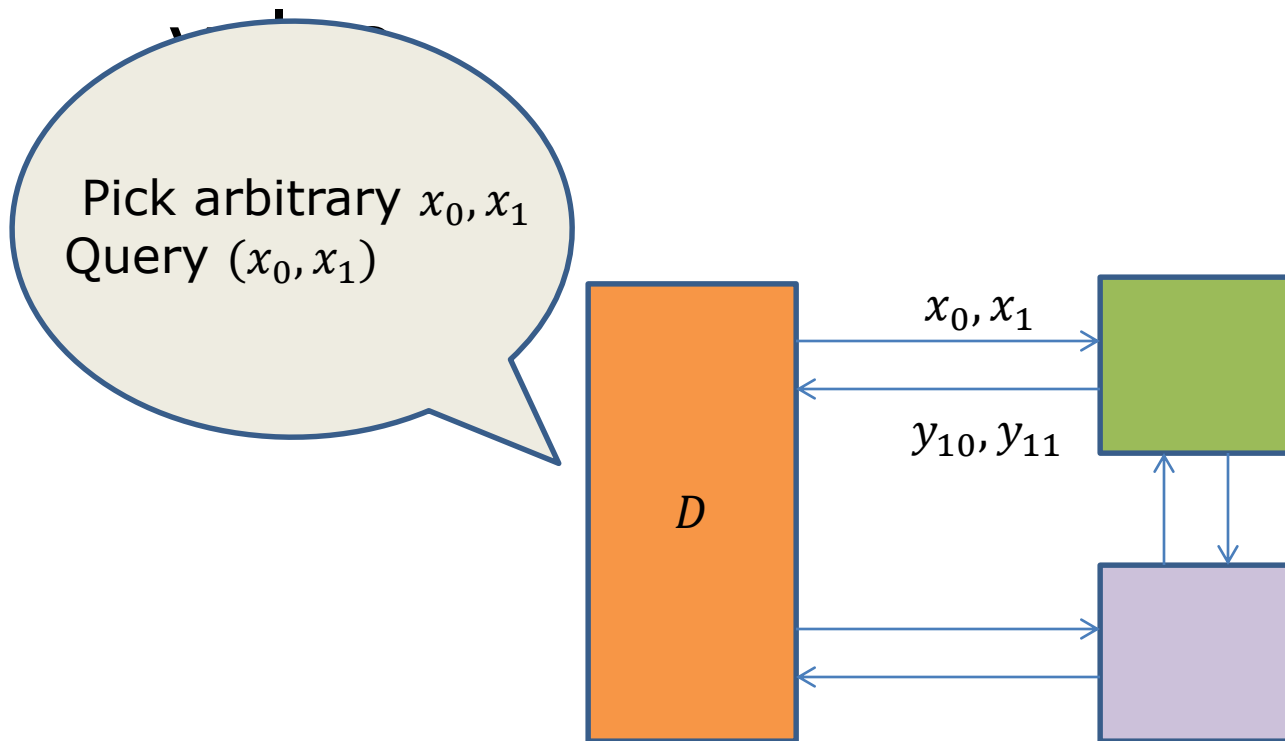 Pick arbitrary 𝑥₀, 𝑥₁
Query (𝑥₀, 𝑥₁)
𝑥₀, 𝑥₁
𝑦₁₀, 𝑦₁₁
𝐷